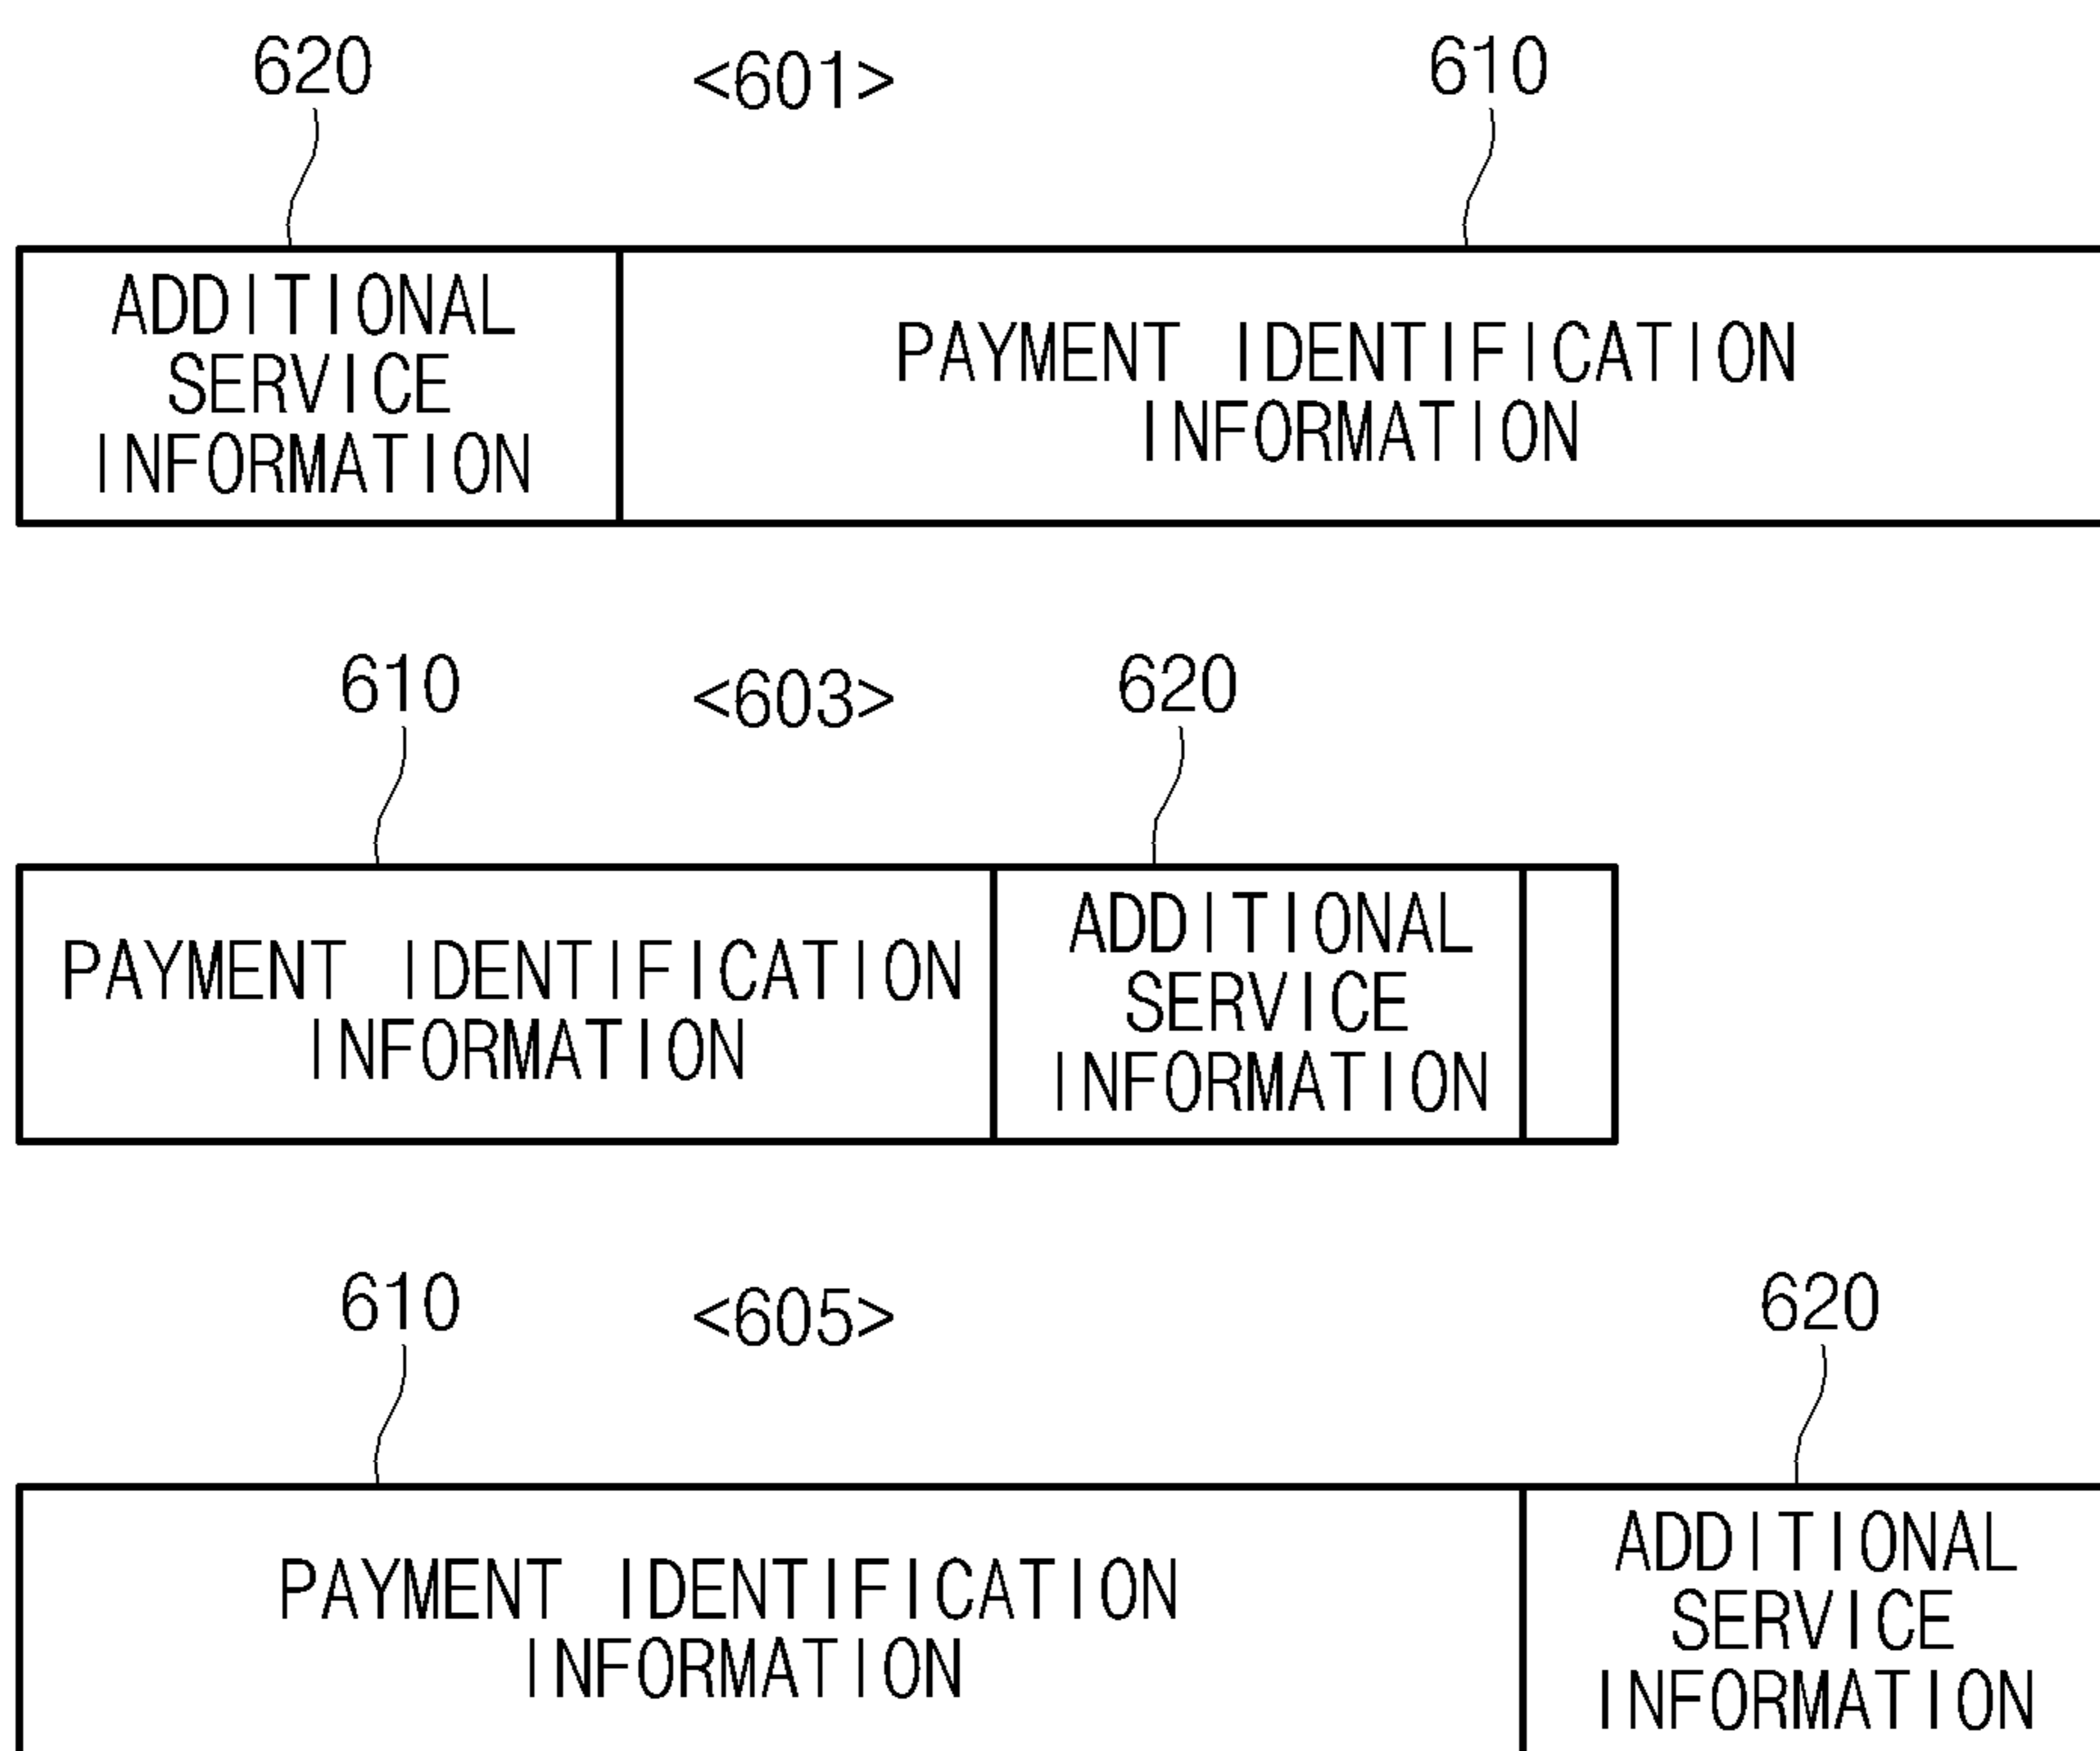 620 <601> 610
ADDITIONAL
SERVICE
INFORMATION
PAYMENT IDENTIFICATION
INFORMATION
610 <603> 620
PAYMENT IDENTIFICATION
INFORMATION
ADDITIONAL
SERVICE
INFORMATION
610 <605> 620
PAYMENT IDENTIFICATION
INFORMATION
ADDITIONAL
SERVICE
INFORMATION